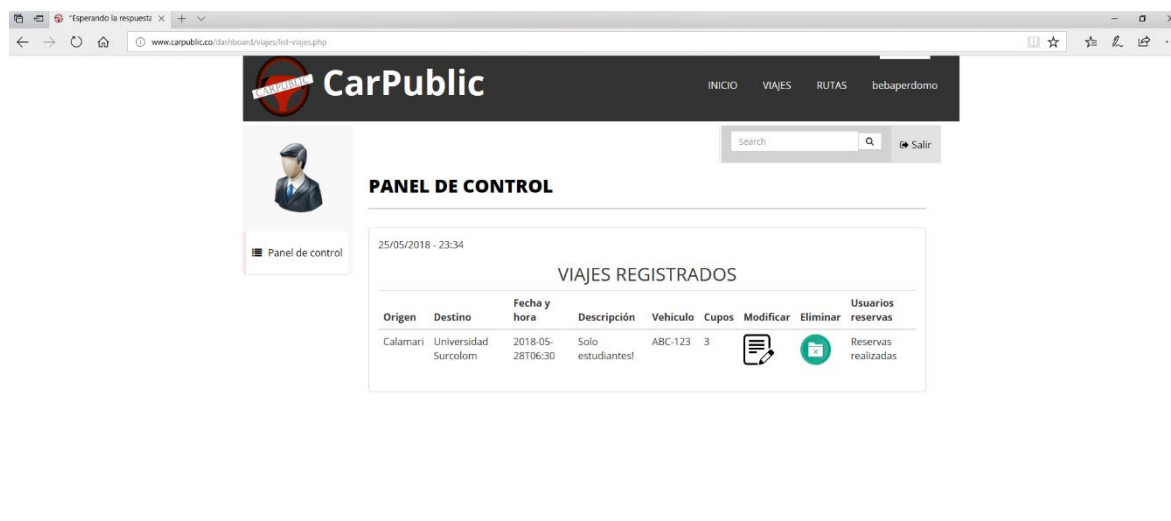 "Esperando la respuesta
www.carpublic.co/dashboard/viajes/list-viajes.php
CARPUBLIC
CarPublic
INICIO VIAJES RUTAS bebaperdomo
Search
Salir
PANEL DE CONTROL
Panel de control
25/05/2018 - 23:34
VIAJES REGISTRADOS
Origen Destino Fecha y hora Descripción Vehiculo Cupos Modificar Eliminar Usuarios reservas
Calamari Universidad Surcolom 2018-05-28T06:30 Solo estudiantes! ABC-123 3 Reservas realizadas